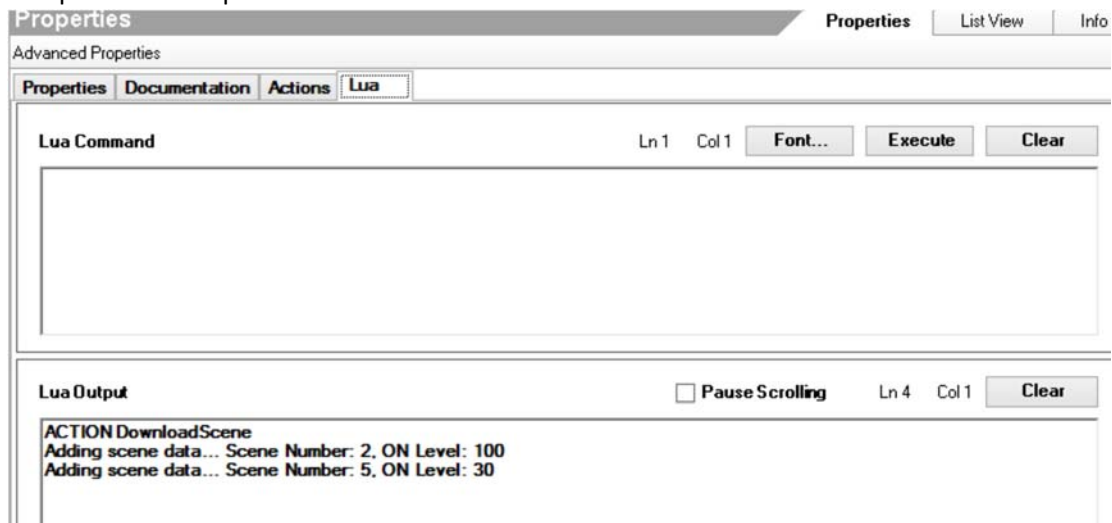 Properties
Properties List View Info
Advanced Properties
Properties Documentation Actions Lua
Lua Command Ln 1 Col 1 Font... Execute Clear
Lua Output Pause Scrolling Ln 4 Col 1 Clear
ACTION DownloadScene
Adding scene data... Scene Number: 2, ON Level: 100
Adding scene data... Scene Number: 5, ON Level: 30